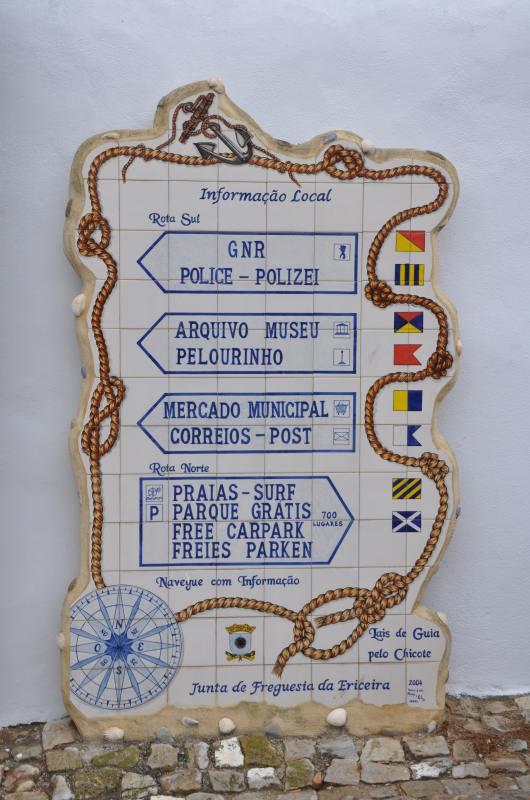 Informação Local
Rota Sul
GNR
POLICE - POLIZEI
ARQUIVO MUSEU
PELOURINHO
MERCADO MUNICIPAL
CORREIOS - POST
Rota Norte
PRAIAS - SURF
P PARQUE GRATIS 700
LUGARES
FREE CARPARK
FREIES PARKEN
Navegue com Informação
N
O E
S
Lais de Guia
pelo Chicote
Junta de Freguesia da Ericeira
2004